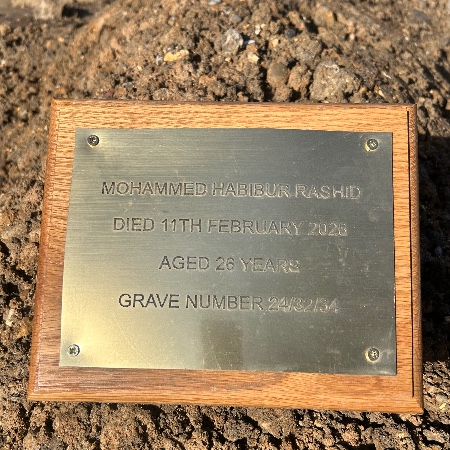 MOHAMMED HABIBUR RASHID
DIED 11TH FEBRUARY 2026
AGED 26 YEARS
GRAVE NUMBER 24/32/34